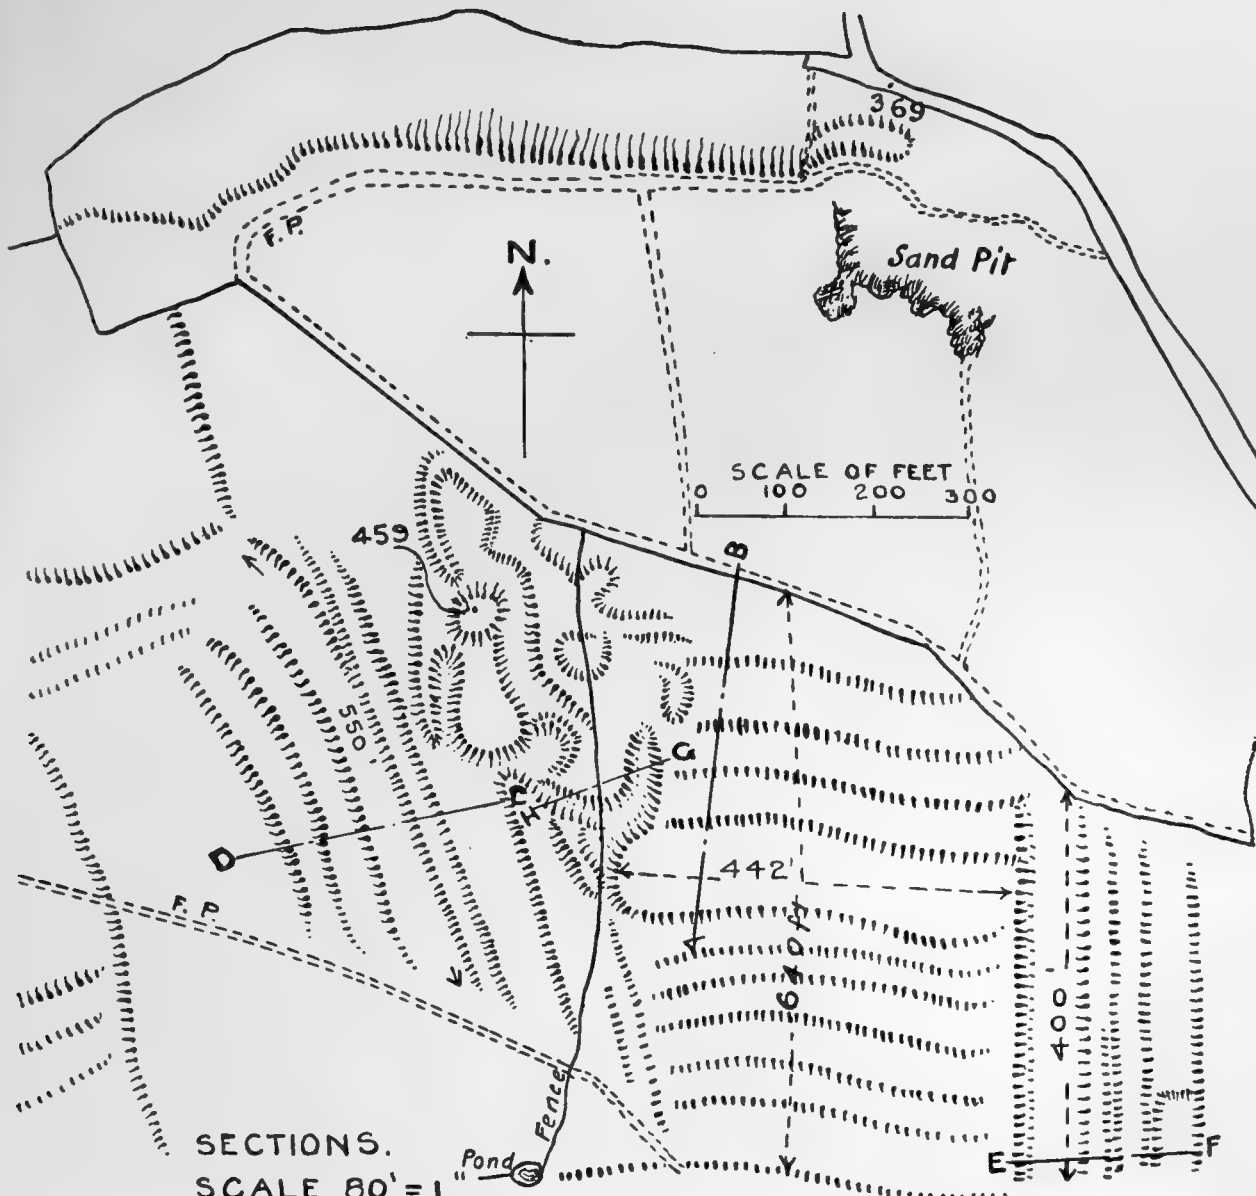 369
F.P.
N.
Sand Pit
SCALE OF FEET
0 100 200 300
459
B
550'
G
C
H
D
442'
F.P.
A
640 ft
400'
Fence
SECTIONS.
SCALE 80' = 1"
Pond
E
F